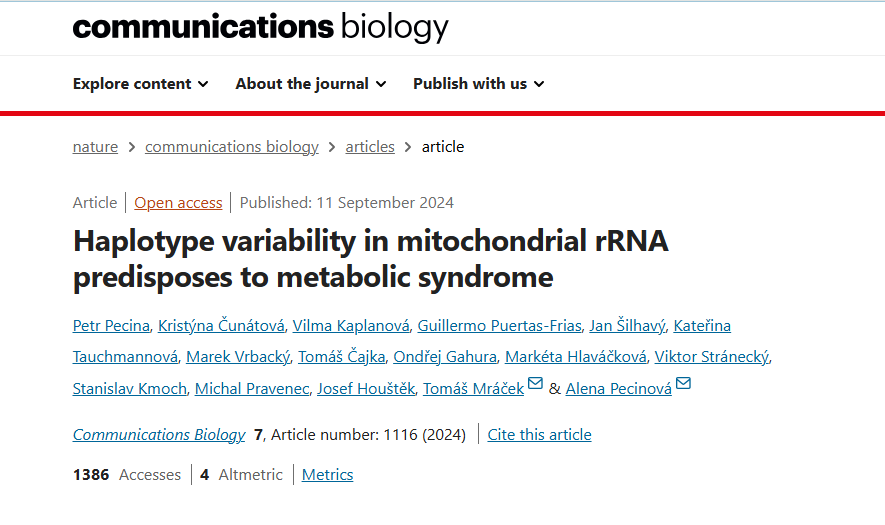 communications biology
Explore content About the journal Publish with us
nature > communications biology > articles > article
Article | Open access | Published: 11 September 2024
Haplotype variability in mitochondrial rRNA
predisposes to metabolic syndrome
Petr Pecina, Kristýna Čunátová, Vilma Kaplanová, Guillermo Puertas-Frias, Jan Šilhavý, Kateřina
Tauchmannová, Marek Vrbacký, Tomáš Čajka, Ondřej Gahura, Markéta Hlaváčková, Viktor Stránecký,
Stanislav Kmoch, Michal Pravenec, Josef Houštěk, Tomáš Mráček & Alena Pecinová
Communications Biology 7, Article number: 1116 (2024) | Cite this article
1386 Accesses | 4 Altmetric | Metrics